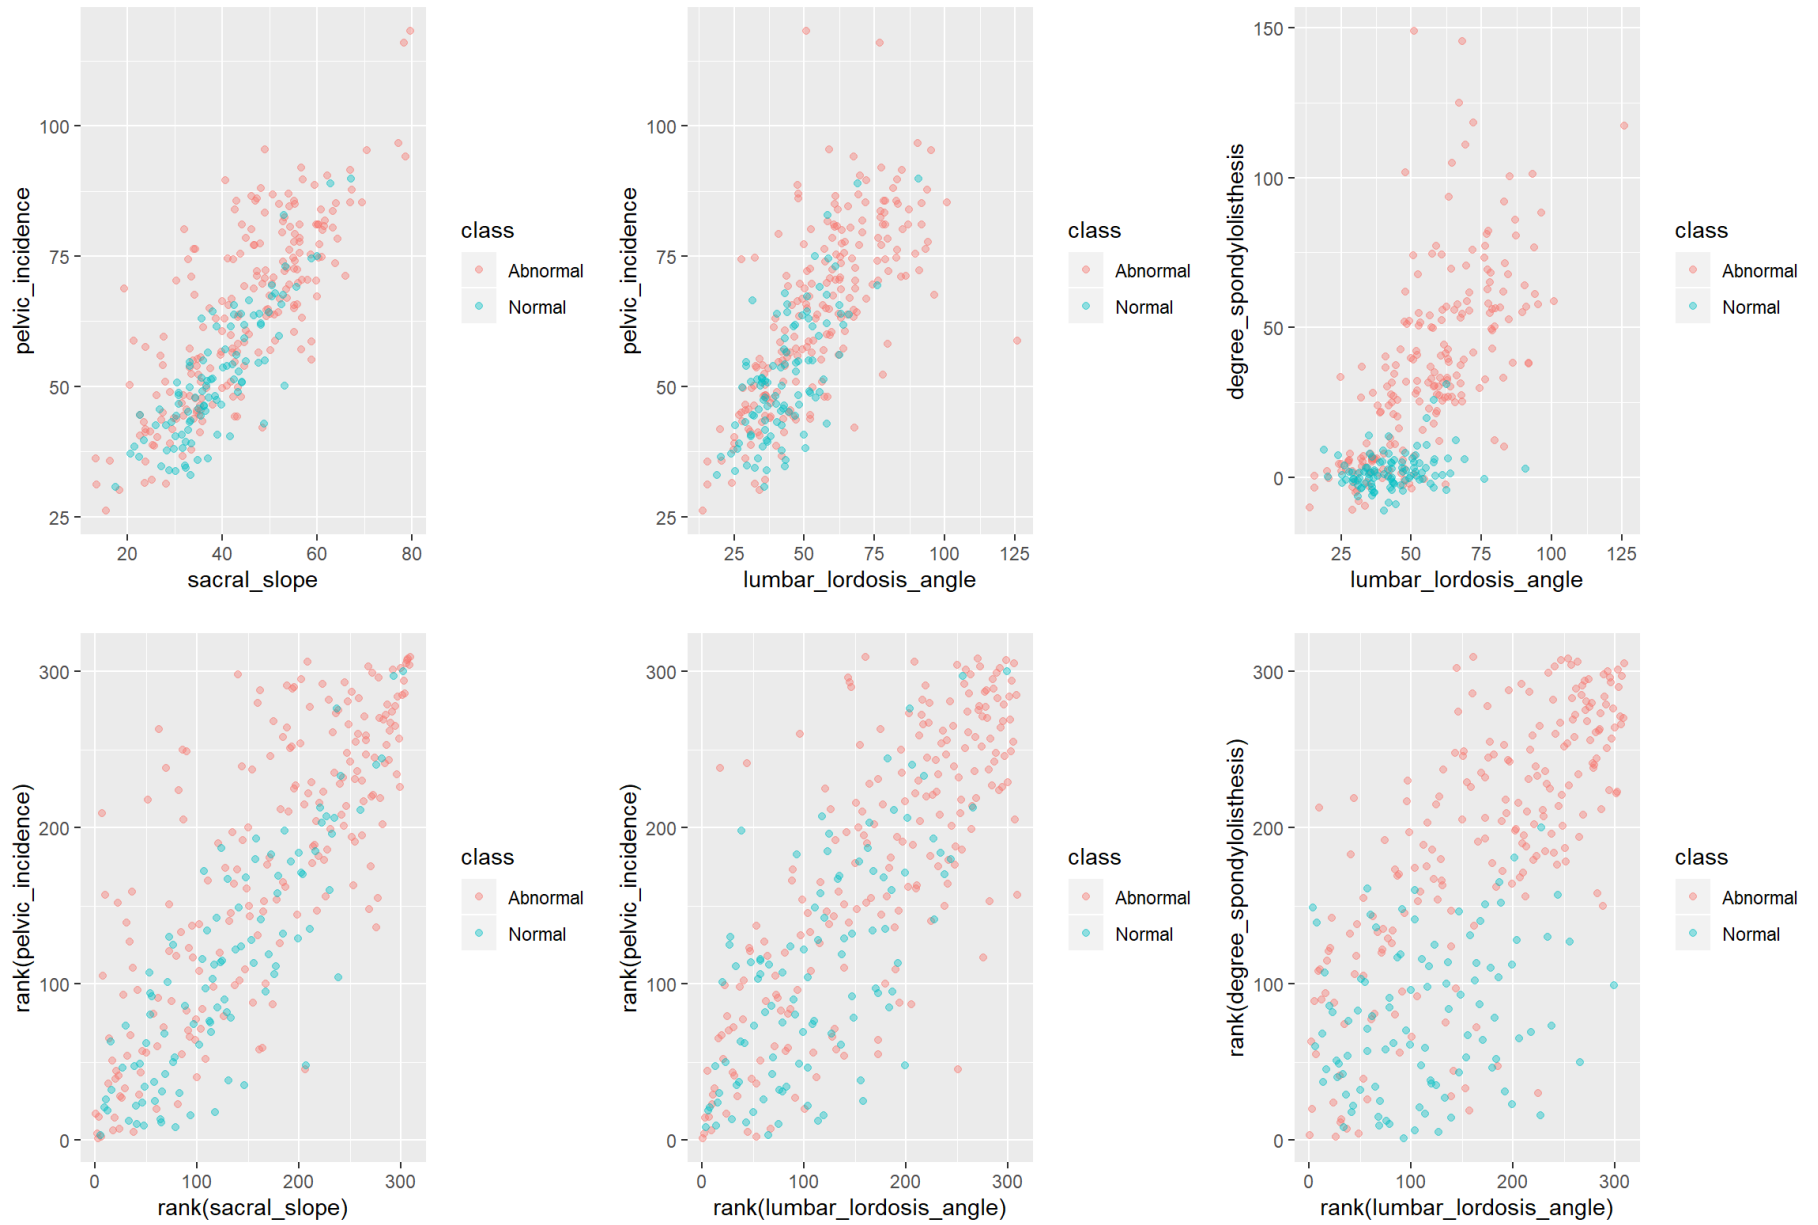 pelvic_incidence
100
75
50
25
20
40
60
80
sacral_slope
class
Abnormal
Normal
pelvic_incidence
100
75
50
25
25
50
75
100
125
lumbar_lordosis_angle
class
Abnormal
Normal
degree_spondylolisthesis
150
100
50
0
25
50
75
100
125
lumbar_lordosis_angle
class
Abnormal
Normal
rank(pelvic_incidence)
300
200
100
0
0
100
200
300
rank(sacral_slope)
class
Abnormal
Normal
rank(pelvic_incidence)
300
200
100
0
0
100
200
300
rank(lumbar_lordosis_angle)
class
Abnormal
Normal
rank(degree_spondylolisthesis)
300
200
100
0
0
100
200
300
rank(lumbar_lordosis_angle)
class
Abnormal
Normal